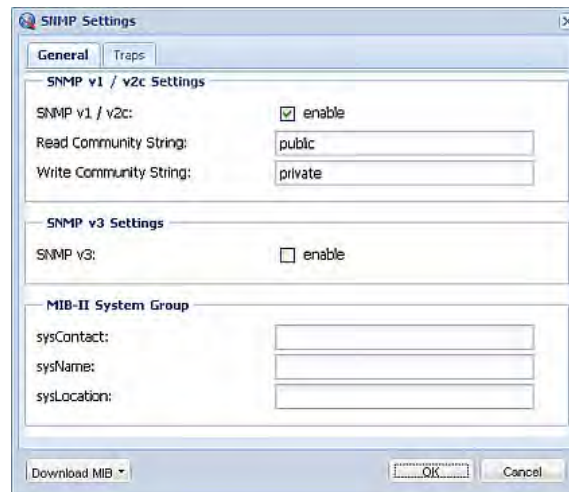 SNMP Settings
General Traps
SNMP v1 / v2c Settings
SNMP v1 / v2c: enable
Read Community String: public
Write Community String: private
SNMP v3 Settings
SNMP v3: enable
MIB-II System Group
sysContact:
sysName:
sysLocation:
Download MIB OK Cancel